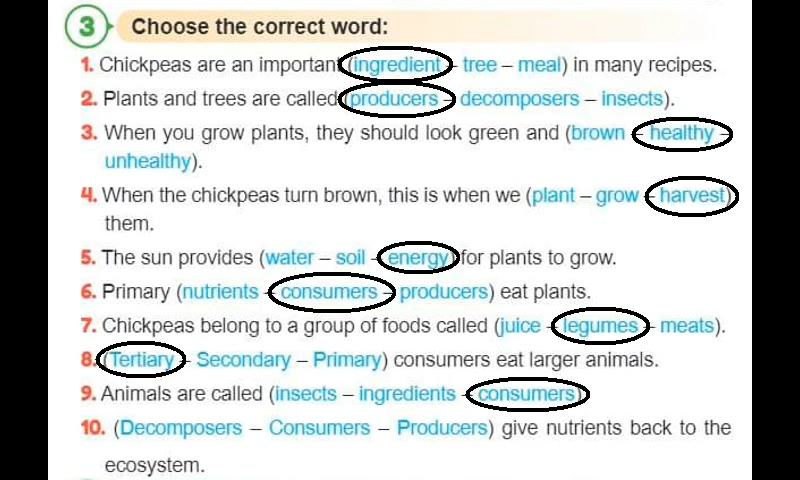 3 Choose the correct word:
1. Chickpeas are an important (ingredient – tree – meal) in many recipes.
2. Plants and trees are called (producers – decomposers – insects).
3. When you grow plants, they should look green and (brown – healthy –
unhealthy).
4. When the chickpeas turn brown, this is when we (plant – grow – harvest)
them.
5. The sun provides (water – soil – energy) for plants to grow.
6. Primary (nutrients – consumers – producers) eat plants.
7. Chickpeas belong to a group of foods called (juice – legumes – meats).
8. (Tertiary – Secondary – Primary) consumers eat larger animals.
9. Animals are called (insects – ingredients – consumers)
10. (Decomposers – Consumers – Producers) give nutrients back to the
ecosystem.